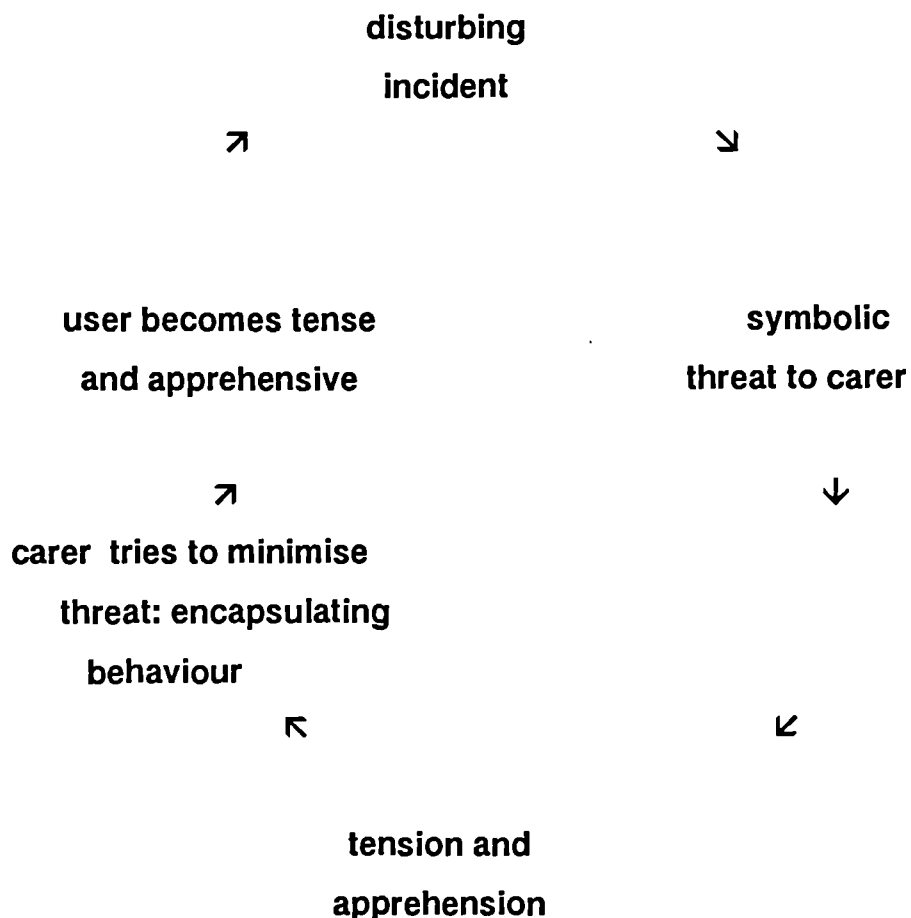 disturbing
incident
↗
↘
user becomes tense
and apprehensive
symbolic
threat to carer
↗
↓
carer tries to minimise
threat: encapsulating
behaviour
↖
↙
tension and
apprehension